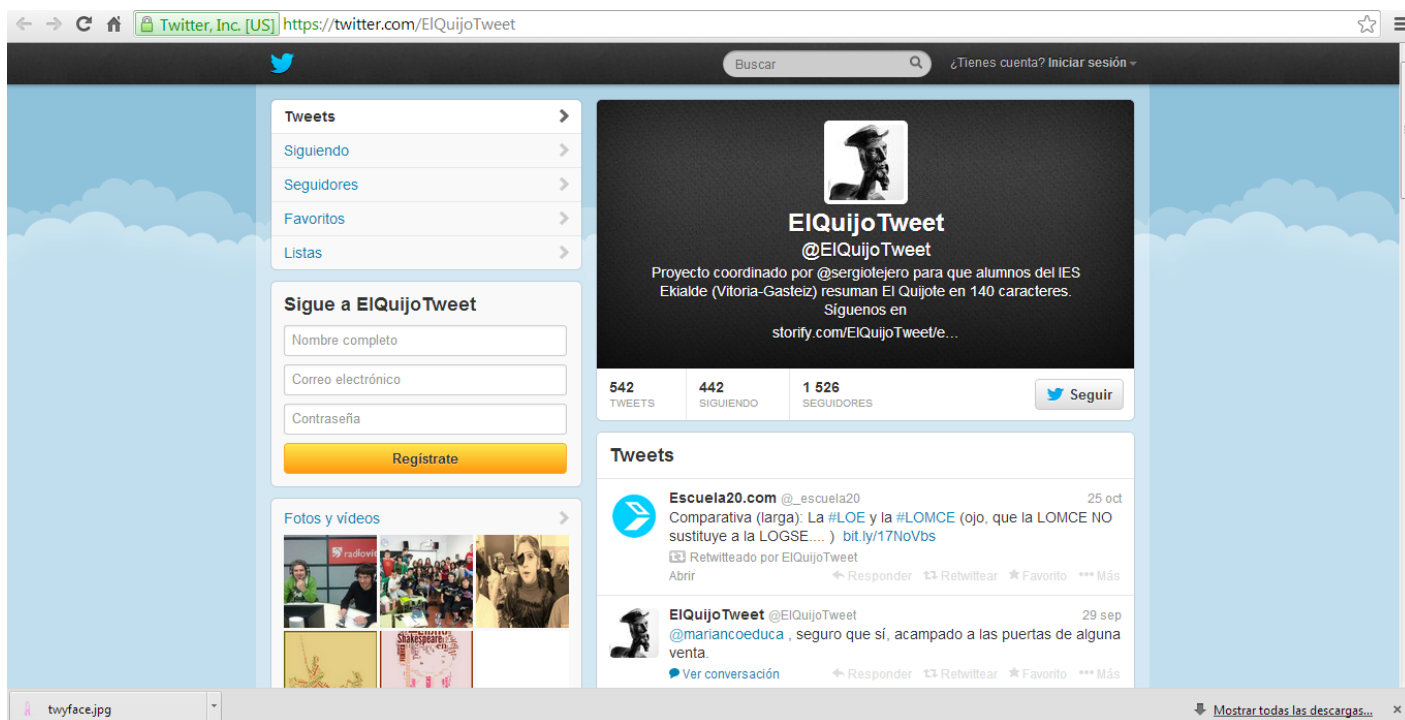 Twitter, Inc. [US] https://twitter.com/ElQuijoTweet
Buscar
¿Tienes cuenta? Iniciar sesión
Tweets
Siguiendo
Seguidores
Favoritos
Listas
Sigue a ElQuijoTweet
Nombre completo
Correo electrónico
Contraseña
Regístrate
Fotos y vídeos
radiovit
Shakespeare
ElQuijoTweet
@ElQuijoTweet
Proyecto coordinado por @sergiotejero para que alumnos del IES
Ekialde (Vitoria-Gasteiz) resuman El Quijote en 140 caracteres.
Síguenos en
storify.com/ElQuijoTweet/e…
542 442 1 526
TWEETS SIGUIENDO SEGUIDORES
Seguir
Tweets
Escuela20.com @_escuela20 25 oct
Comparativa (larga): La #LOE y la #LOMCE (ojo, que la LOMCE NO
sustituye a la LOGSE.... ) bit.ly/17NoVbs
Retwitteado por ElQuijoTweet
Abrir Responder Retwittear Favorito Más
ElQuijoTweet @ElQuijoTweet 29 sep
@mariancoeduca , seguro que sí, acampado a las puertas de alguna
venta.
Ver conversación Responder Retwittear Favorito Más
twyface.jpg
Mostrar todas las descargas...